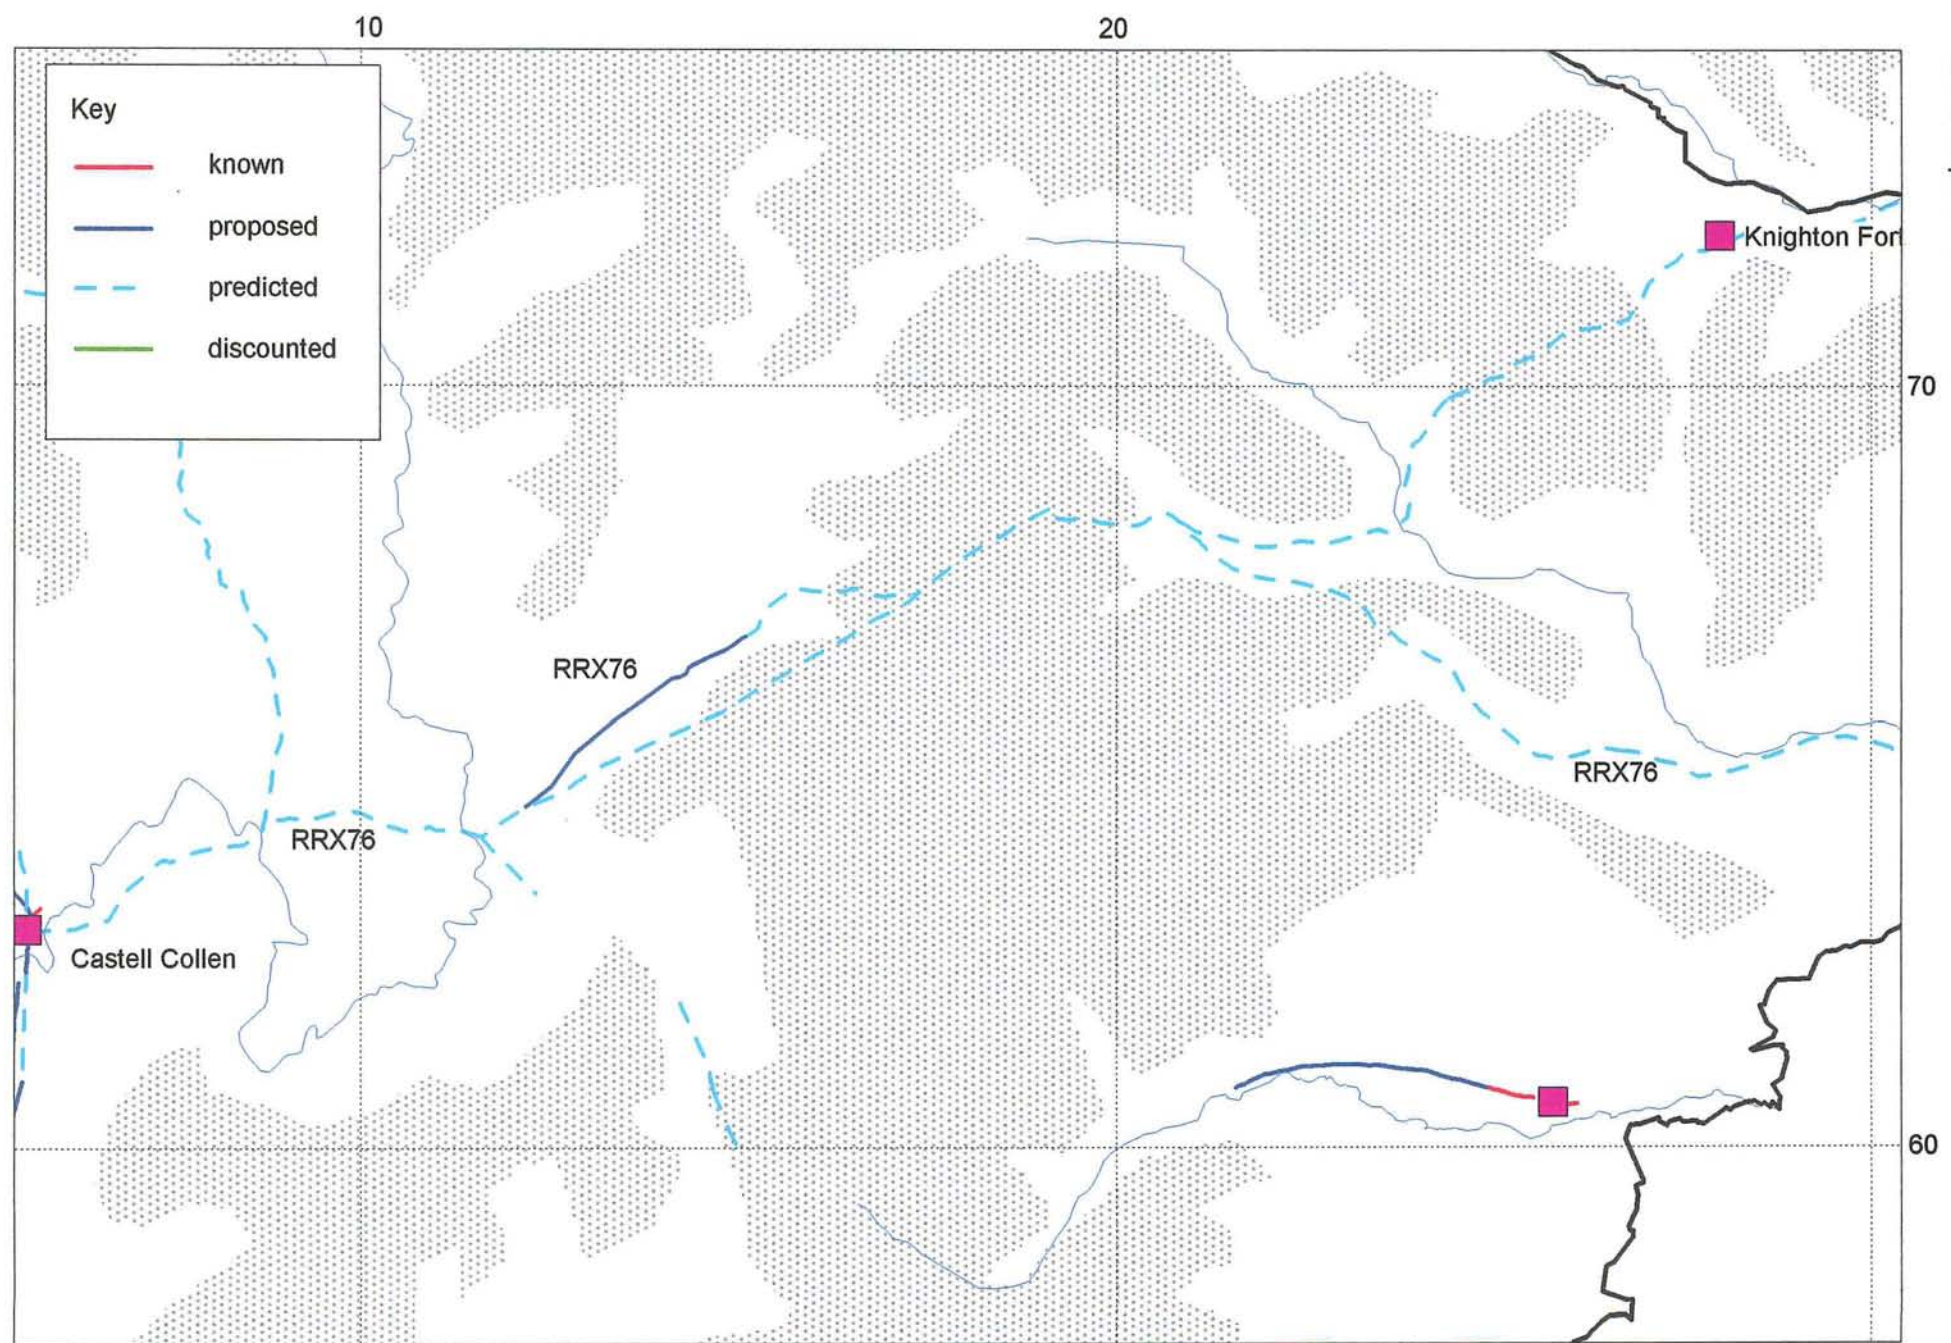 10
20
Key
known
proposed
predicted
discounted
Knighton Fort
70
RRX76
RRX76
RRX76
Castell Collen
60